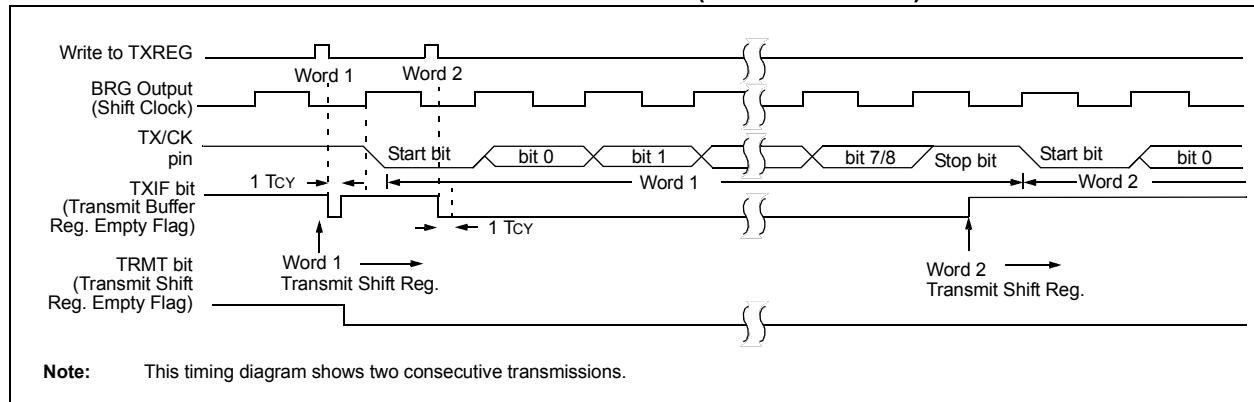 Write to TXREG
Word 1 Word 2
BRG Output
(Shift Clock)
TX/CK
pin
Start bit bit 0 bit 1 bit 7/8 Stop bit Start bit bit 0
1 TCY Word 1 Word 2
TXIF bit
(Transmit Buffer
Reg. Empty Flag)
1 TCY
Word 1
Transmit Shift Reg.
Word 2
Transmit Shift Reg.
TRMT bit
(Transmit Shift
Reg. Empty Flag)
Note: This timing diagram shows two consecutive transmissions.